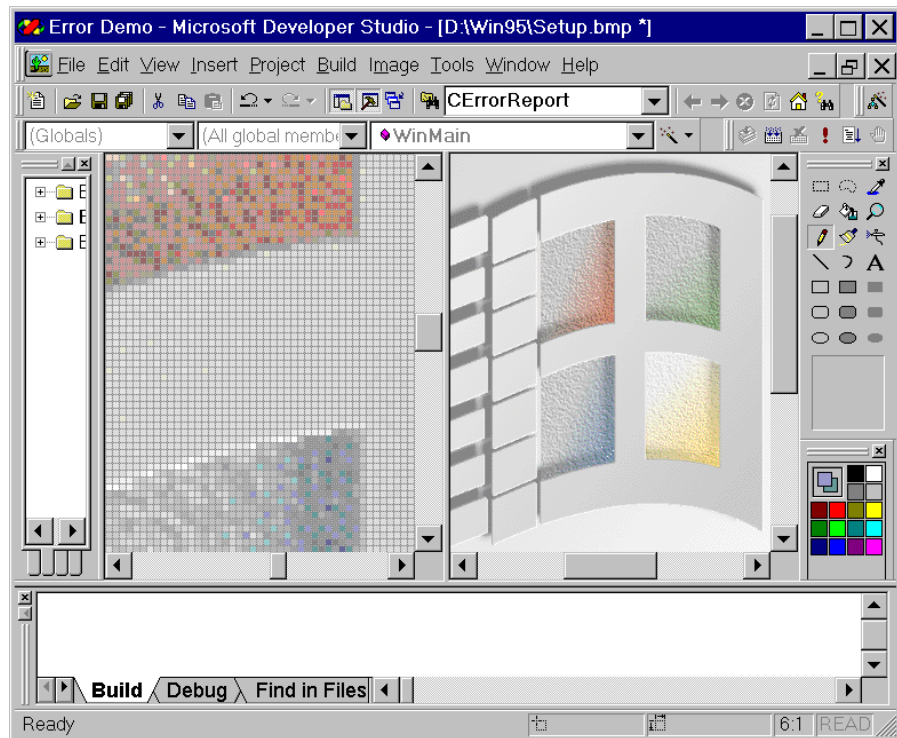 Error Demo - Microsoft Developer Studio - [D:\Win95\Setup.bmp *]
File Edit View Insert Project Build Image Tools Window Help
CErrorReport
(Globals) (All global membe WinMain
E
E
E
A
Build Debug Find in Files
Ready 6:1 READ